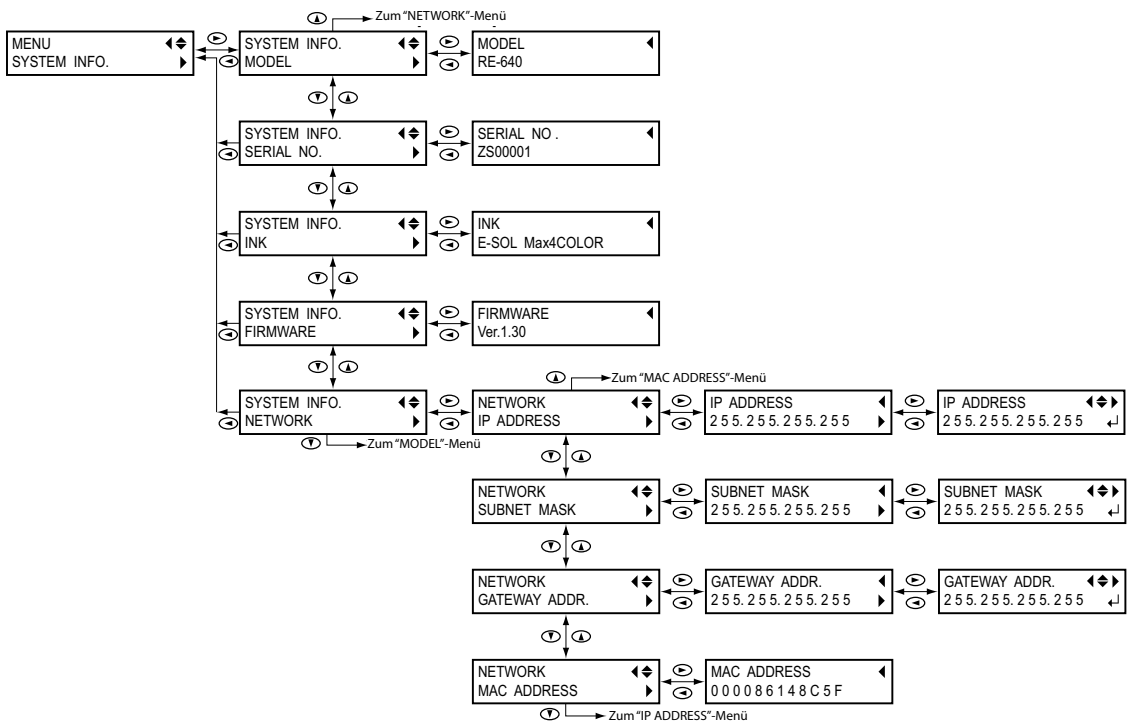 Zum "NETWORK"-Menü
MENU
SYSTEM INFO.
SYSTEM INFO.
MODEL
MODEL
RE-640
SYSTEM INFO.
SERIAL NO.
SERIAL NO .
ZS00001
SYSTEM INFO.
INK
INK
E-SOL Max4COLOR
SYSTEM INFO.
FIRMWARE
FIRMWARE
Ver.1.30
Zum "MAC ADDRESS"-Menü
SYSTEM INFO.
NETWORK
NETWORK
IP ADDRESS
IP ADDRESS
255.255.255.255
IP ADDRESS
255.255.255.255
Zum "MODEL"-Menü
NETWORK
SUBNET MASK
SUBNET MASK
255.255.255.255
SUBNET MASK
255.255.255.255
NETWORK
GATEWAY ADDR.
GATEWAY ADDR.
255.255.255.255
GATEWAY ADDR.
255.255.255.255
NETWORK
MAC ADDRESS
MAC ADDRESS
000086148C5F
Zum "IP ADDRESS"-Menü